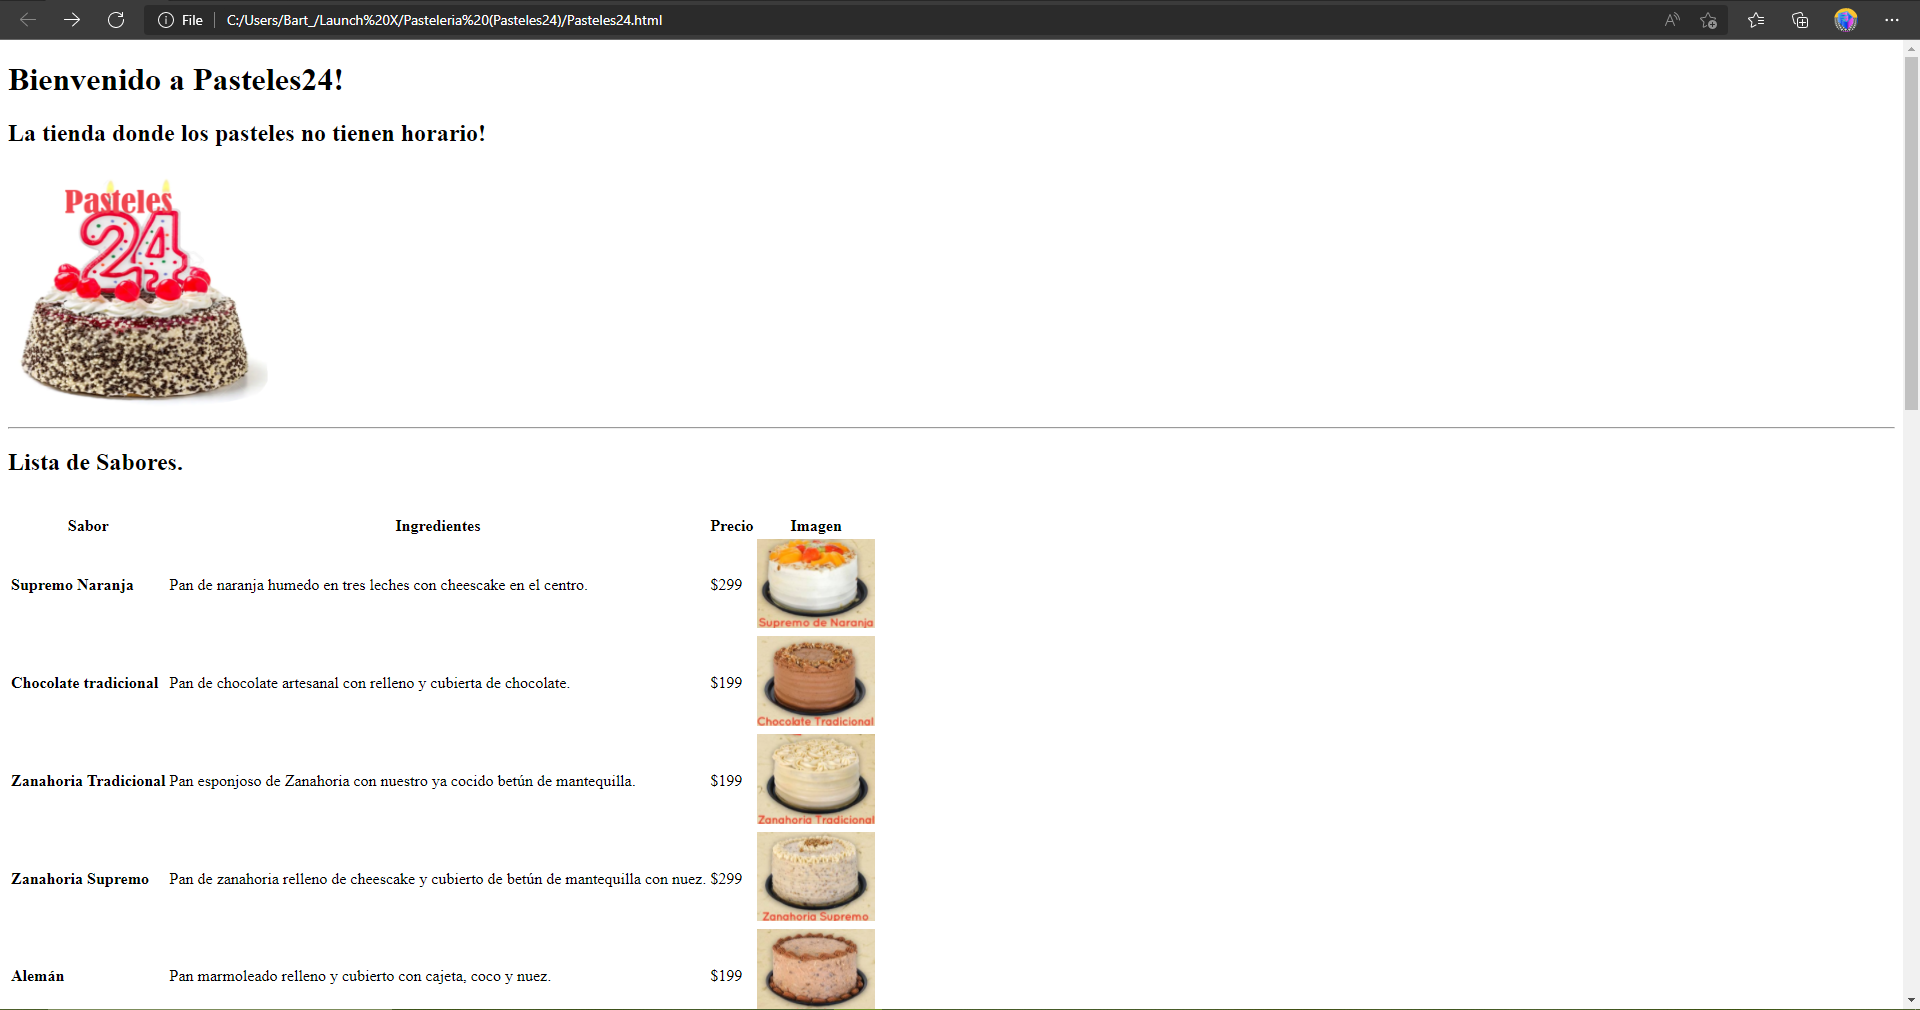 File C:/Users/Bart_/Launch%20X/Pasteleria%20(Pasteles24)/Pasteles24.html
Bienvenido a Pasteles24!
La tienda donde los pasteles no tienen horario!
Pasteles
24
Lista de Sabores.
Sabor Ingredientes Precio Imagen
Supremo Naranja Pan de naranja humedo en tres leches con cheescake en el centro. $299
Supremo de Naranja
Chocolate tradicional Pan de chocolate artesanal con relleno y cubierta de chocolate. $199
Chocolate Tradicional
Zanahoria Tradicional Pan esponjoso de Zanahoria con nuestro ya cocido betún de mantequilla. $199
Zanahoria Tradicional
Zanahoria Supremo Pan de zanahoria relleno de cheescake y cubierto de betún de mantequilla con nuez. $299
Zanahoria Supremo
Alemán Pan marmoleado relleno y cubierto con cajeta, coco y nuez. $199